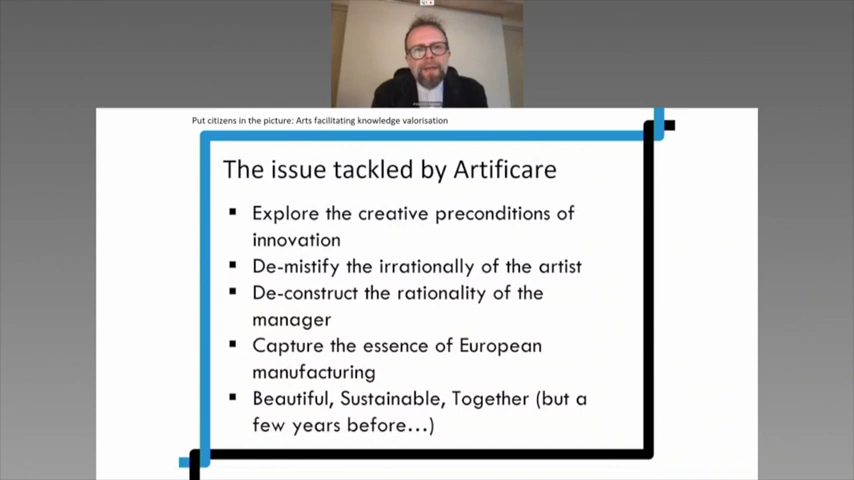 Put citizens in the picture: Arts facilitating knowledge valorisation
The issue tackled by Artificare
▪ Explore the creative preconditions of
innovation
▪ De-mistify the irrationally of the artist
▪ De-construct the rationality of the
manager
▪ Capture the essence of European
manufacturing
▪ Beautiful, Sustainable, Together (but a
few years before...)